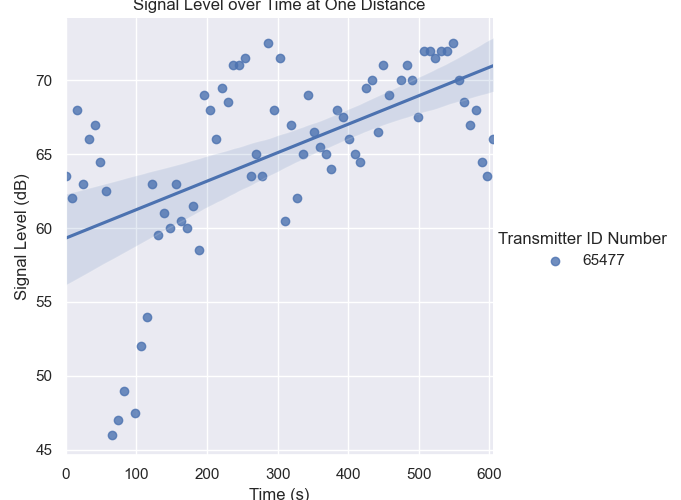 Signal Level over Time at One Distance
70
65
60
55
50
45
Signal Level (dB)
0 100 200 300 400 500 600
Time (s)
Transmitter ID Number
65477